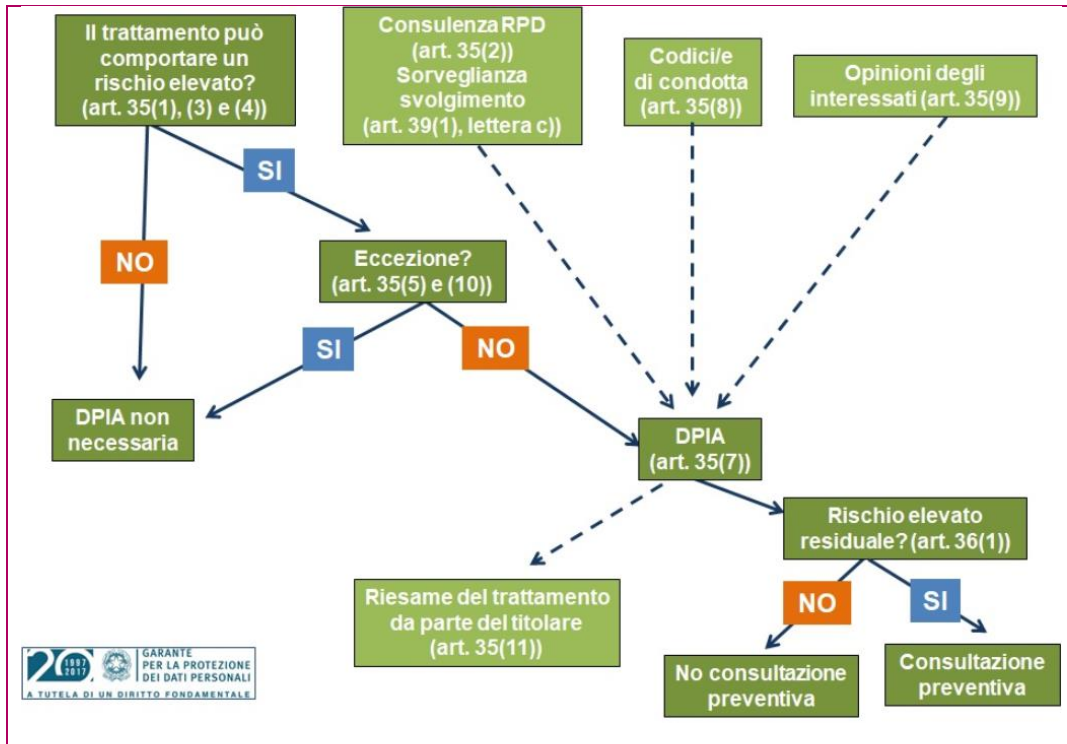 Il trattamento può
comportare un
rischio elevato?
(art. 35(1), (3) e (4))
Consulenza RPD
(art. 35(2))
Sorveglianza
svolgimento
(art. 39(1), lettera c))
Codici/e
di condotta
(art. 35(8))
Opinioni degli
interessati (art. 35(9))
SI
NO
Eccezione?
(art. 35(5) e (10))
SI
NO
DPIA non
necessaria
DPIA
(art. 35(7))
Rischio elevato
residuale? (art. 36(1))
Riesame del trattamento
da parte del titolare
(art. 35(11))
NO
SI
No consultazione
preventiva
Consultazione
preventiva
20
1997
2017
GARANTE
PER LA PROTEZIONE
DEI DATI PERSONALI
A TUTELA DI UN DIRITTO FONDAMENTALE